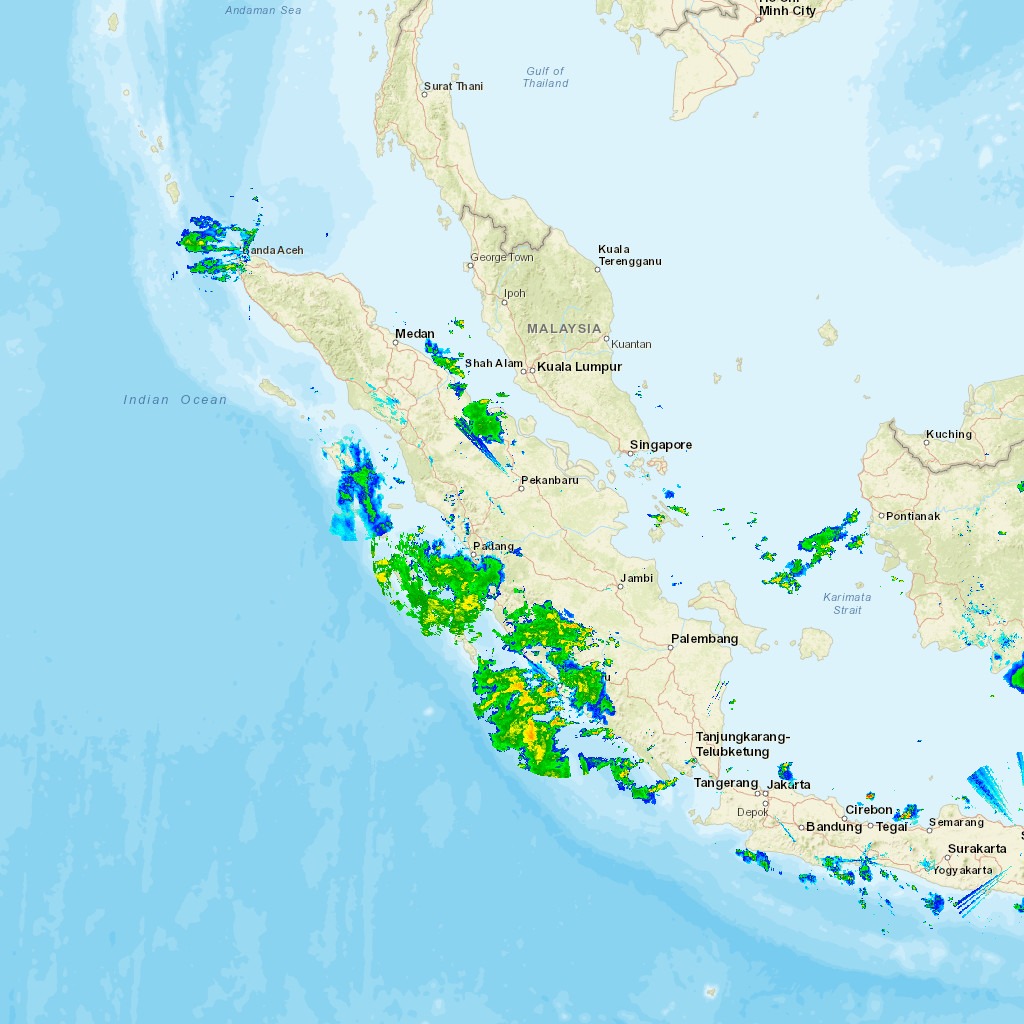 Andaman Sea
Minh City
Gulf of
Thailand
Surat Thani
Banda Aceh
George Town
Kuala
Terengganu
Ipoh
MALAYSIA
Medan
Kuantan
Shah Alam
Kuala Lumpur
Indian Ocean
Singapore
Kuching
Pekanbaru
Pontianak
Padang
Jambi
Karimata
Strait
Palembang
Tanjungkarang-
Telubketung
Tangerang
Jakarta
Depok
Cirebon
Bandung
Tegal
Semarang
Surakarta
Yogyakarta